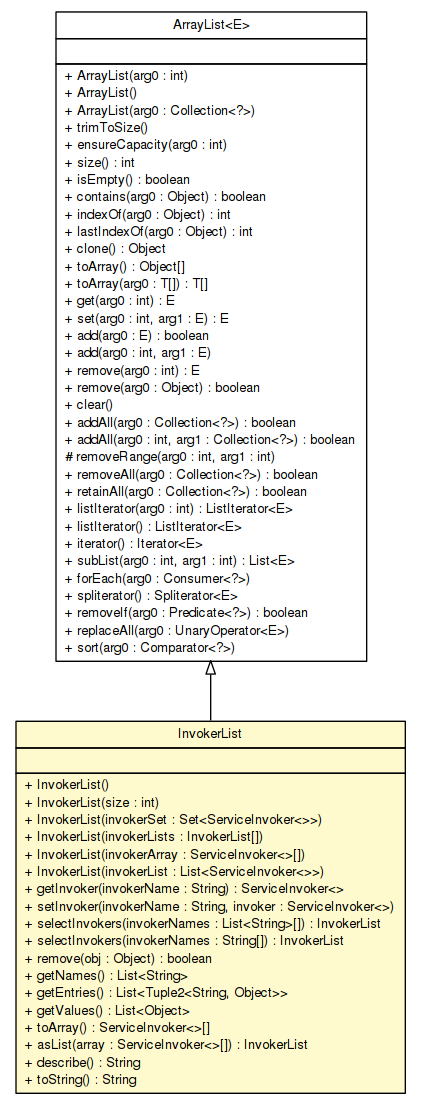 ArrayList<E>
+ ArrayList(arg0 : int)
+ ArrayList()
+ ArrayList(arg0 : Collection<?>)
+ trimToSize()
+ ensureCapacity(arg0 : int)
+ size() : int
+ isEmpty() : boolean
+ contains(arg0 : Object) : boolean
+ indexOf(arg0 : Object) : int
+ lastIndexOf(arg0 : Object) : int
+ clone() : Object
+ toArray() : Object[]
+ toArray(arg0 : T[]) : T[]
+ get(arg0 : int) : E
+ set(arg0 : int, arg1 : E) : E
+ add(arg0 : E) : boolean
+ add(arg0 : int, arg1 : E)
+ remove(arg0 : int) : E
+ remove(arg0 : Object) : boolean
+ clear()
+ addAll(arg0 : Collection<?>) : boolean
+ addAll(arg0 : int, arg1 : Collection<?>) : boolean
# removeRange(arg0 : int, arg1 : int)
+ removeAll(arg0 : Collection<?>) : boolean
+ retainAll(arg0 : Collection<?>) : boolean
+ listIterator(arg0 : int) : ListIterator<E>
+ listIterator() : ListIterator<E>
+ iterator() : Iterator<E>
+ subList(arg0 : int, arg1 : int) : List<E>
+ forEach(arg0 : Consumer<?>)
+ spliterator() : Spliterator<E>
+ removeIf(arg0 : Predicate<?>) : boolean
+ replaceAll(arg0 : UnaryOperator<E>)
+ sort(arg0 : Comparator<?>)
InvokerList
+ InvokerList()
+ InvokerList(size : int)
+ InvokerList(invokerSet : Set<ServiceInvoker<>>)
+ InvokerList(invokerLists : InvokerList[])
+ InvokerList(invokerArray : ServiceInvoker<>[])
+ InvokerList(invokerList : List<ServiceInvoker<>>)
+ getInvoker(invokerName : String) : ServiceInvoker<>
+ setInvoker(invokerName : String, invoker : ServiceInvoker<>)
+ selectInvokers(invokerNames : List<String>[]) : InvokerList
+ selectInvokers(invokerNames : String[]) : InvokerList
+ remove(obj : Object) : boolean
+ getNames() : List<String>
+ getEntries() : List<Tuple2<String, Object>>
+ getValues() : List<Object>
+ toArray() : ServiceInvoker<>[]
+ asList(array : ServiceInvoker<>[]) : InvokerList
+ describe() : String
+ toString() : String